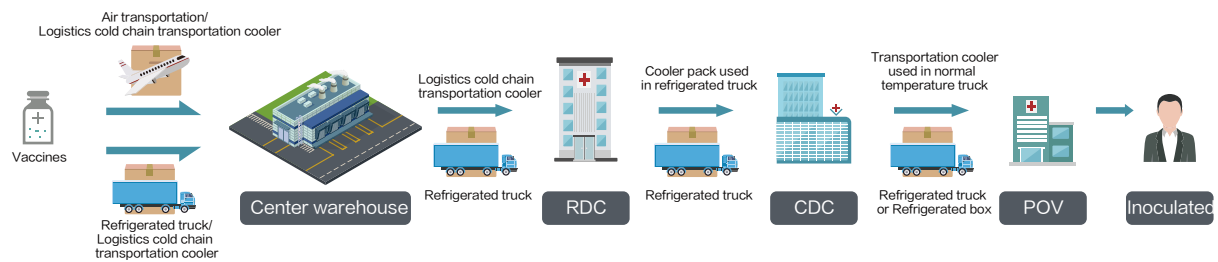 Air transportation/
Logistics cold chain transportation cooler
Vaccines
Refrigerated truck/
Logistics cold chain
transportation cooler
Center warehouse
Logistics cold chain
transportation cooler
Refrigerated truck
RDC
Cooler pack used
in refrigerated truck
Refrigerated truck
CDC
Transportation cooler
used in normal
temperature truck
Refrigerated truck
or Refrigerated box
POV
Inoculated